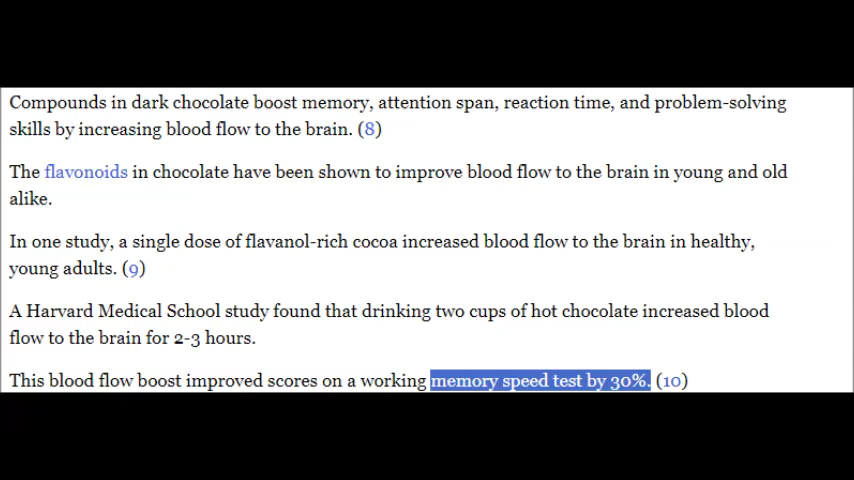 Compounds in dark chocolate boost memory, attention span, reaction time, and problem-solving
skills by increasing blood flow to the brain. (8)
The flavonoids in chocolate have been shown to improve blood flow to the brain in young and old
alike.
In one study, a single dose of flavanol-rich cocoa increased blood flow to the brain in healthy,
young adults. (9)
A Harvard Medical School study found that drinking two cups of hot chocolate increased blood
flow to the brain for 2-3 hours.
This blood flow boost improved scores on a working memory speed test by 30%. (10)